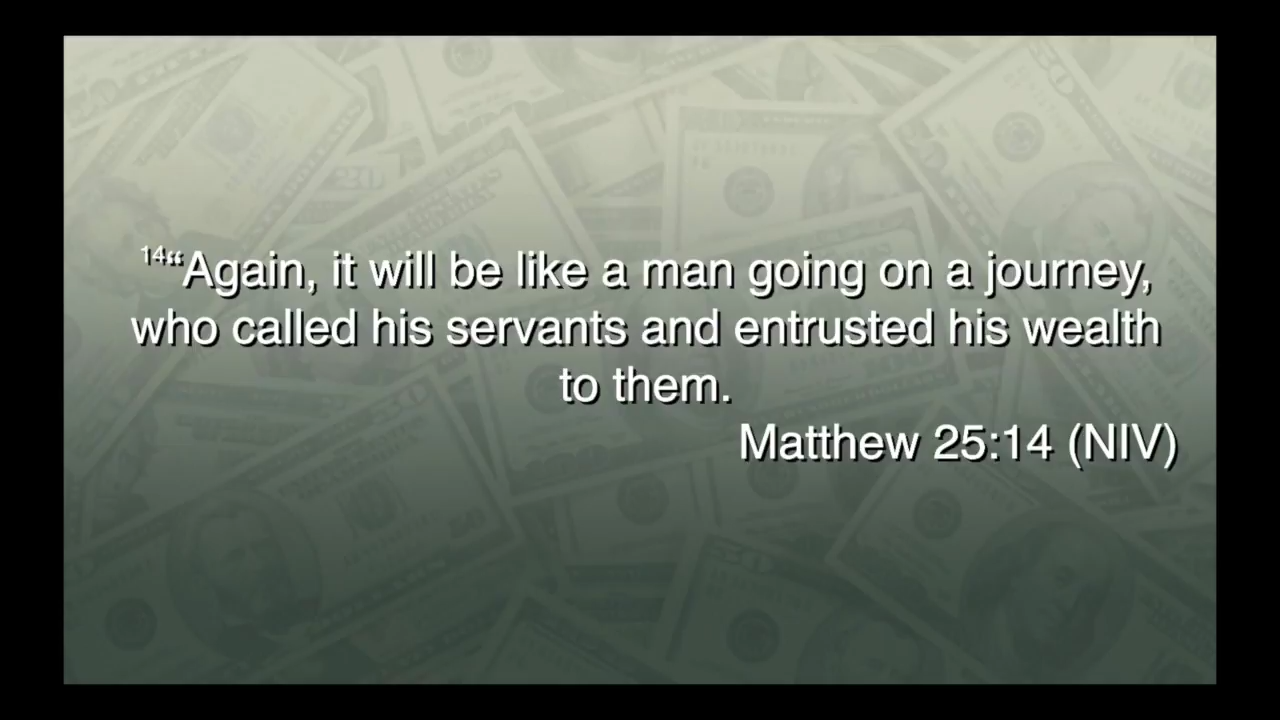 ¹⁴“Again, it will be like a man going on a journey,
who called his servants and entrusted his wealth
to them.
Matthew 25:14 (NIV)